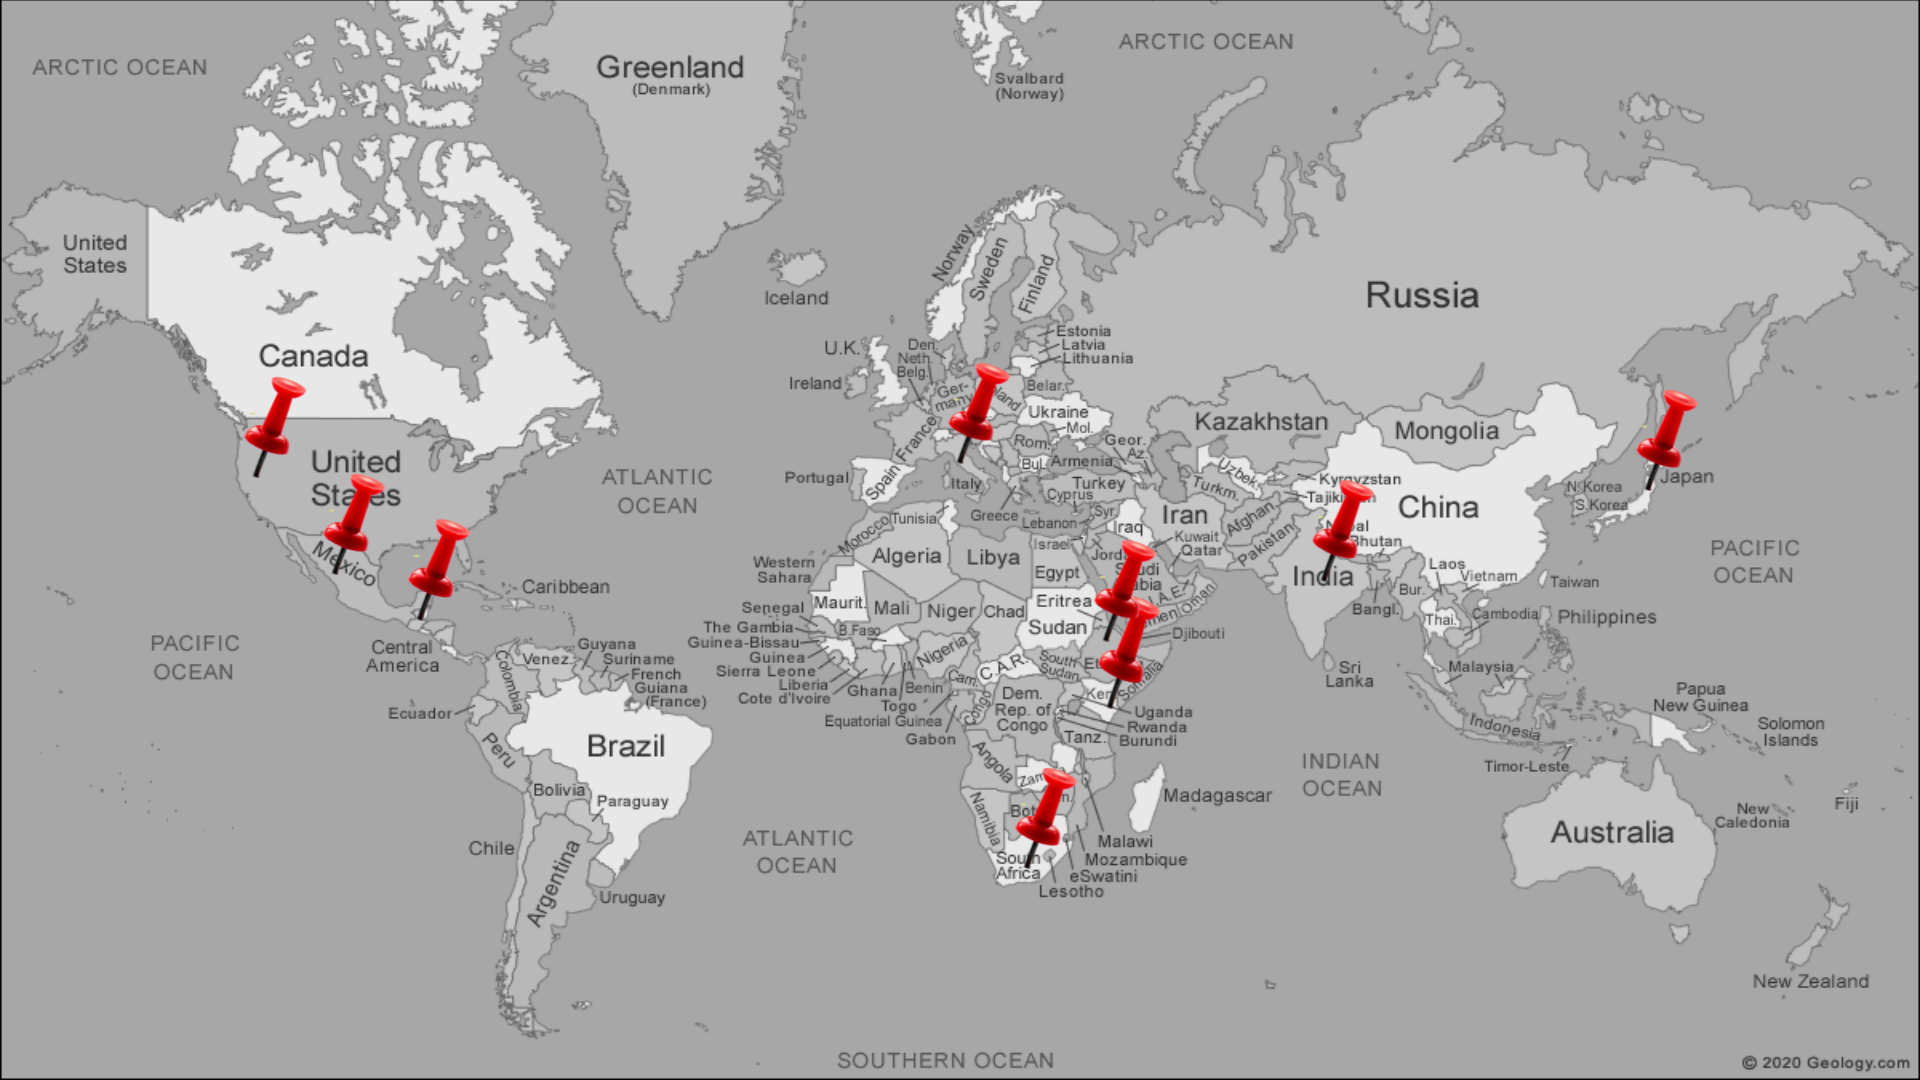 ARCTIC OCEAN
ARCTIC OCEAN
Greenland
(Denmark)
Svalbard
(Norway)
United
States
Iceland
Norway
Sweden
Finland
Russia
Canada
Estonia
Latvia
Lithuania
U.K.
Ireland
Den.
Neth.
Belg.
Ger-
many
Belar.
Ukraine
Mol.
France
Rom.
Bul.
Geor.
Az.
Armenia
Kazakhstan
Mongolia
United
States
ATLANTIC
OCEAN
Portugal
Spain
Italy
Greece
Turkey
Cyprus
Syr.
Lebanon
Israel
Iraq
Iran
Kuwait
Qatar
Uzbek.
Turkm.
Kyrgyzstan
Afghan.
Pakistan
China
N.Korea
S.Korea
Japan
Mexico
Caribbean
Central
America
PACIFIC
OCEAN
Morocco
Tunisia
Algeria
Libya
Egypt
Western
Sahara
Maurit.
Mali
Niger
Chad
Eritrea
Sudan
Oman
Djibouti
India
Bhutan
Bangl.
Bur.
Laos
Vietnam
Thai.
Cambodia
Taiwan
Philippines
PACIFIC
OCEAN
Senegal
The Gambia
Guinea-Bissau
Guinea
Sierra Leone
Liberia
Cote d'Ivoire
B.Faso
Ghana
Togo
Benin
Nigeria
Cam.
Equatorial Guinea
Gabon
Congo
C.A.R.
South
Sudan
Somalia
Dem.
Rep. of
Congo
Uganda
Rwanda
Burundi
Tanz.
Sri
Lanka
Malaysia
Indonesia
Timor-Leste
Papua
New Guinea
Solomon
Islands
Venez.
Guyana
Suriname
French
Guiana
(France)
Colombia
Ecuador
Peru
Brazil
Bolivia
Paraguay
Chile
Argentina
Uruguay
ATLANTIC
OCEAN
Angola
Namibia
South
Africa
Madagascar
Malawi
Mozambique
eSwatini
Lesotho
INDIAN
OCEAN
Australia
New
Caledonia
Fiji
New Zealand
SOUTHERN OCEAN
© 2020 Geology.com